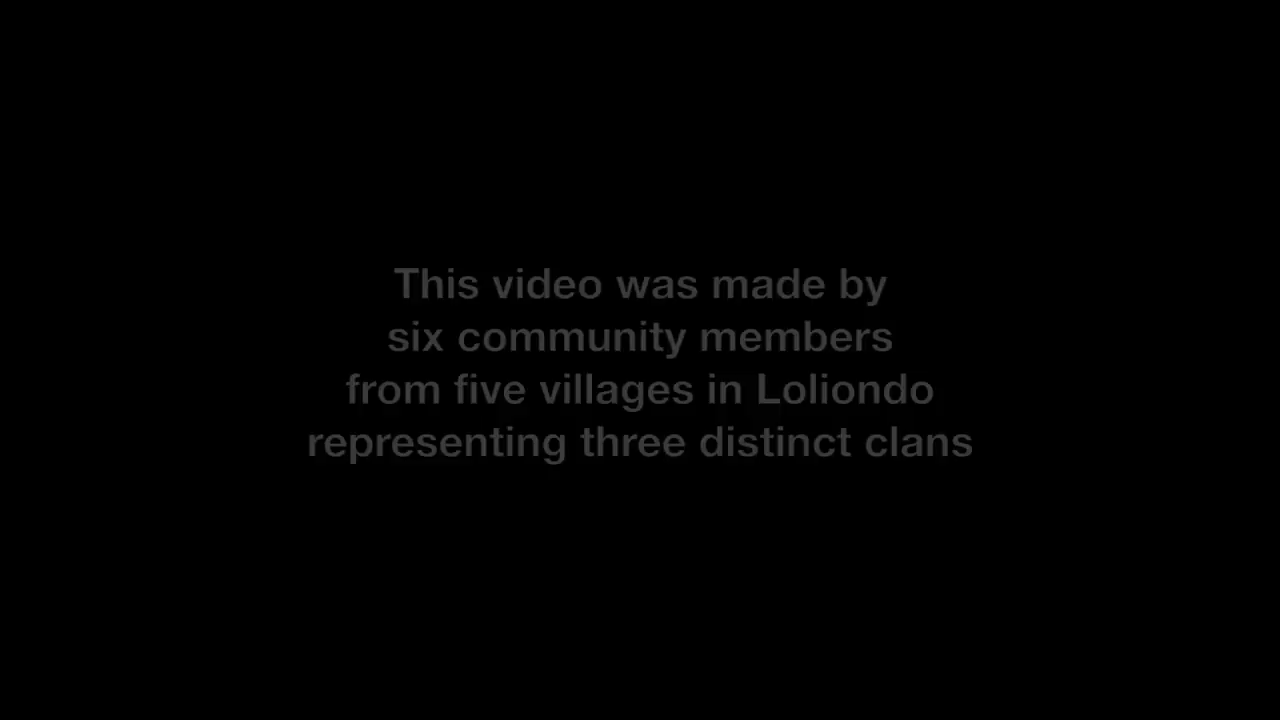 This video was made by
six community members
from five villages in Loliondo
representing three distinct clans